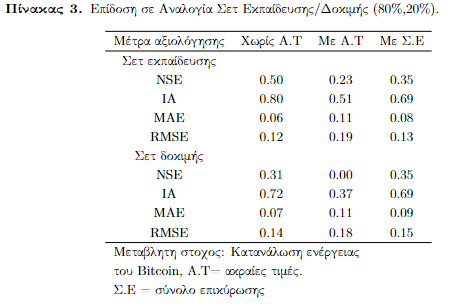 Πίνακας 3. Επίδοση σε Αναλογία Σετ Εκπαίδευσης/Δοκιμής (80%,20%).
Μέτρα αξιολόγησης Χωρίς Α.Τ Με Α.Τ Με Σ.Ε
Σετ εκπαίδευσης
NSE 0.50 0.23 0.35
IA 0.80 0.51 0.69
MAE 0.06 0.11 0.08
RMSE 0.12 0.19 0.13
Σετ δοκιμής
NSE 0.31 0.00 0.35
IA 0.72 0.37 0.69
MAE 0.07 0.11 0.09
RMSE 0.14 0.18 0.15
Μεταβλητη στοχος: Κατανάλωση ενέργειας
του Bitcoin, Α.Τ= ακραίες τιμές.
Σ.Ε = σύνολο επικύρωσης